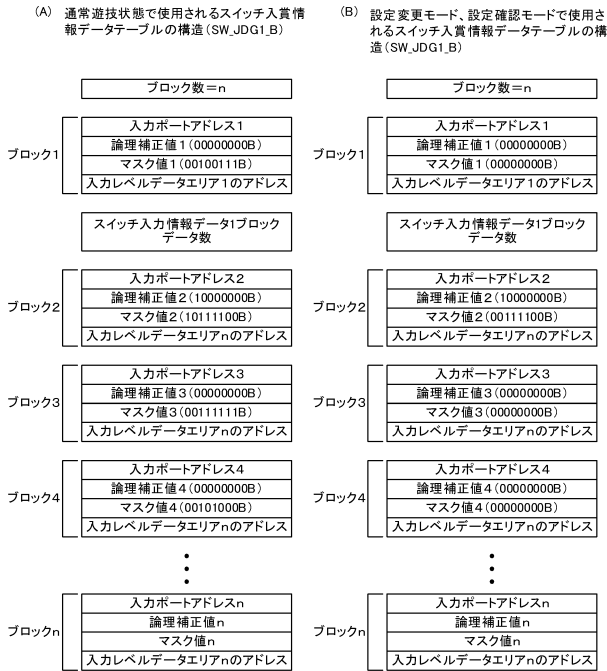 (A) 通常遊技状態で使用されるスイッチ入賞情
報データテーブルの構造(SW_JDG1_B)
ブロック数=n
ブロック1
入力ポートアドレス1
論理補正値1(00000000B)
マスク値1(00100111B)
入力レベルデータエリア1のアドレス
スイッチ入力情報データ1ブロック
データ数
ブロック2
入力ポートアドレス2
論理補正値2(10000000B)
マスク値2(10111100B)
入力レベルデータエリアnのアドレス
ブロック3
入力ポートアドレス3
論理補正値3(00000000B)
マスク値3(00111111B)
入力レベルデータエリアnのアドレス
ブロック4
入力ポートアドレス4
論理補正値4(00000000B)
マスク値4(00101000B)
入力レベルデータエリアnのアドレス
ブロックn
入力ポートアドレスn
論理補正値n
マスク値n
入力レベルデータエリアnのアドレス
(B) 設定変更モード、設定確認モードで使用さ
れるスイッチ入賞情報データテーブルの構
造(SW_JDG1_B)
ブロック数=n
ブロック1
入力ポートアドレス1
論理補正値1(00000000B)
マスク値1(00000000B)
入力レベルデータエリア1のアドレス
スイッチ入力情報データ1ブロック
データ数
ブロック2
入力ポートアドレス2
論理補正値2(10000000B)
マスク値2(00111100B)
入力レベルデータエリアnのアドレス
ブロック3
入力ポートアドレス3
論理補正値3(00000000B)
マスク値3(00000000B)
入力レベルデータエリアnのアドレス
ブロック4
入力ポートアドレス4
論理補正値4(00000000B)
マスク値4(00000000B)
入力レベルデータエリアnのアドレス
ブロックn
入力ポートアドレスn
論理補正値n
マスク値n
入力レベルデータエリアnのアドレス